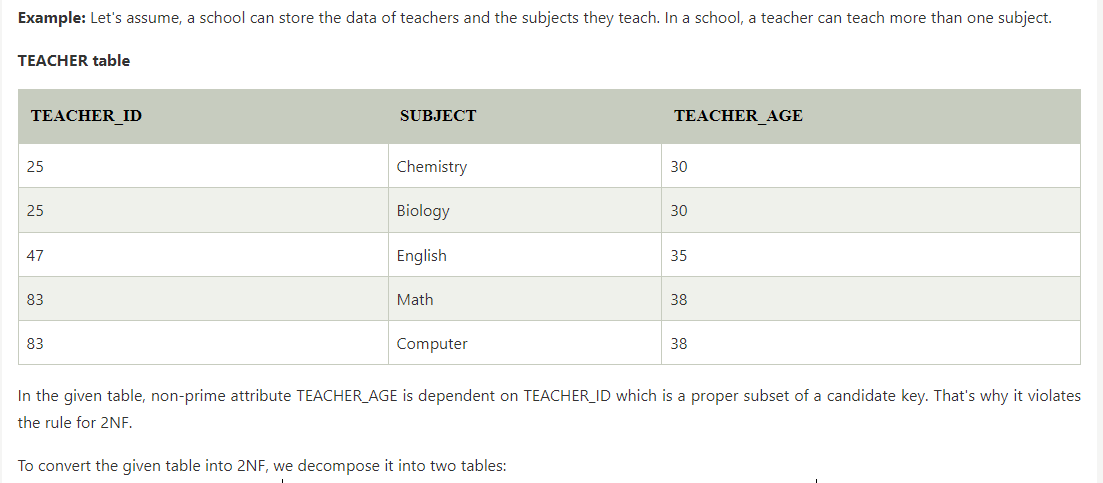 Example: Let's assume, a school can store the data of teachers and the subjects they teach. In a school, a teacher can teach more than one subject.
TEACHER table
TEACHER_ID SUBJECT TEACHER_AGE
25 Chemistry 30
25 Biology 30
47 English 35
83 Math 38
83 Computer 38
In the given table, non-prime attribute TEACHER_AGE is dependent on TEACHER_ID which is a proper subset of a candidate key. That's why it violates
the rule for 2NF.
To convert the given table into 2NF, we decompose it into two tables: